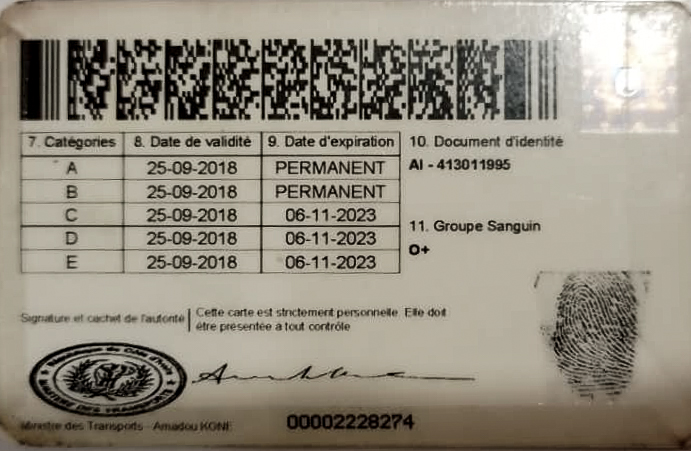 7. Catégories 8. Date de validité 9. Date d'expiration 10. Document d'identité
A 25-09-2018 PERMANENT AI - 413011995
B 25-09-2018 PERMANENT
C 25-09-2018 06-11-2023
D 25-09-2018 06-11-2023 11. Groupe Sanguin
E 25-09-2018 06-11-2023 O+
Signature et cachet de l'autorité
Cette carte est strictement personnelle. Elle doit
être présentée à tout contrôle
République de Côte d'Ivoire
MINISTERE DES TRANSPORTS
Ministre des Transports - Amadou KONE
00002228274